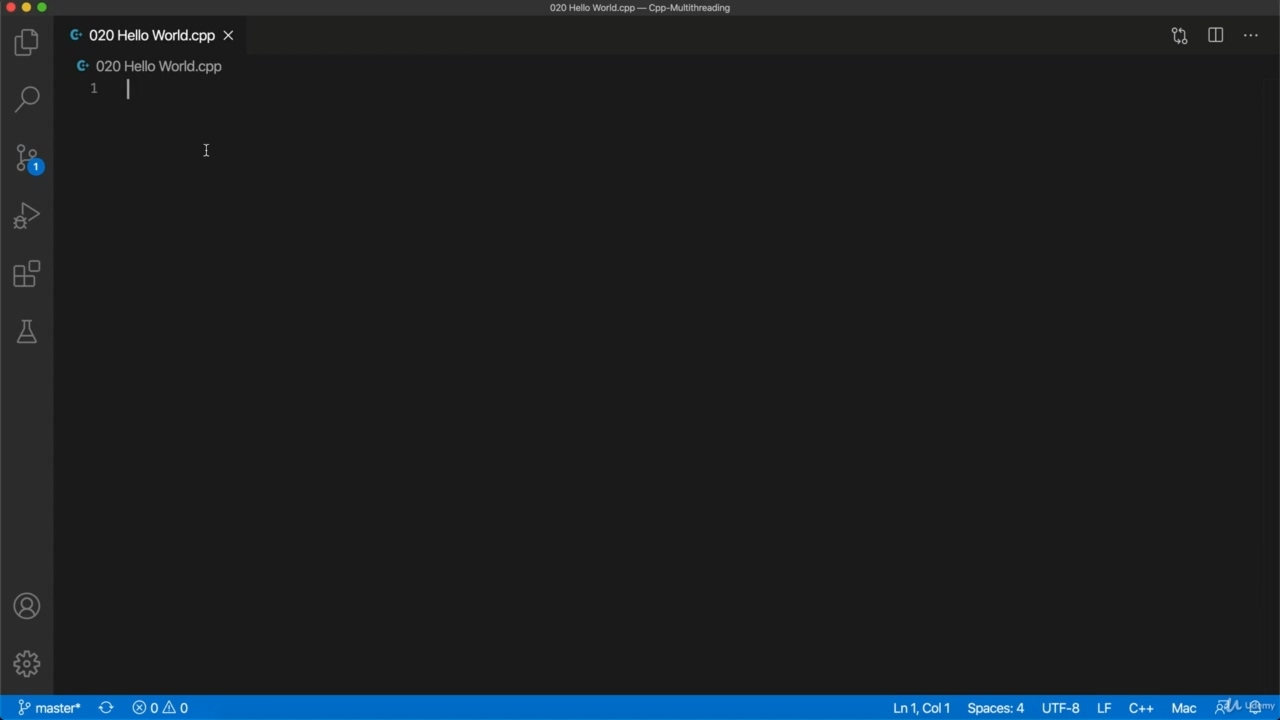 020 Hello World.cpp — Cpp-Multithreading
020 Hello World.cpp
020 Hello World.cpp
1
1
master* 0 0 Ln 1, Col 1 Spaces: 4 UTF-8 LF C++ Mac Udemy